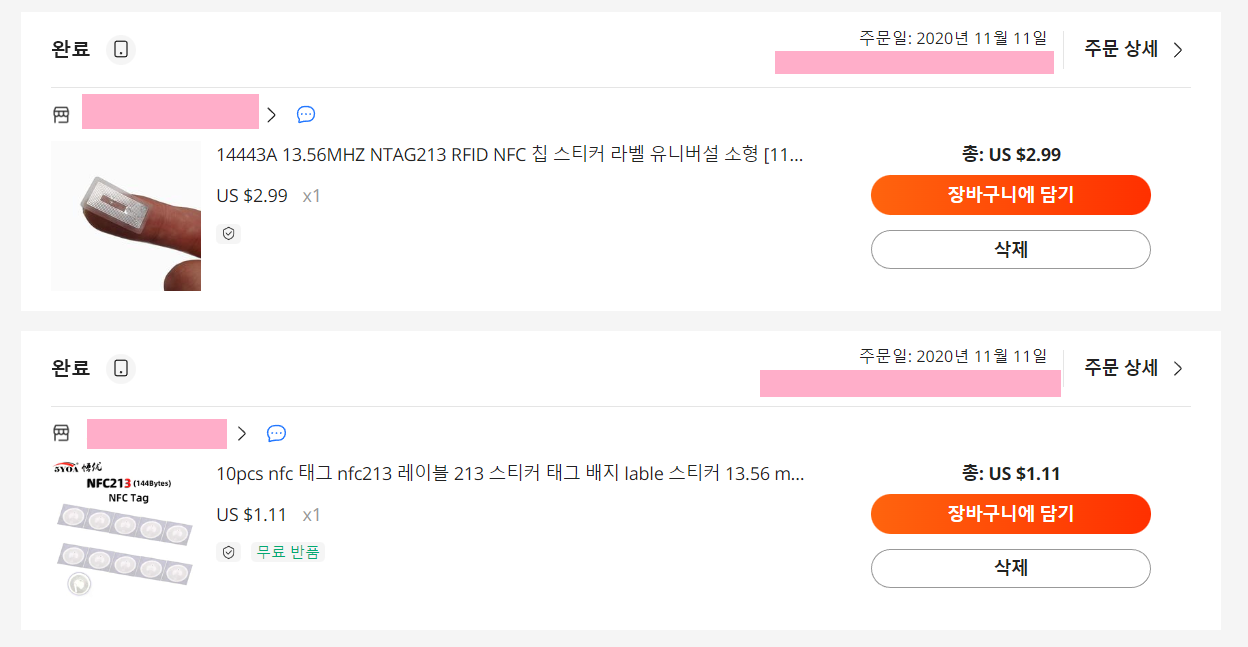 완료
주문일: 2020년 11월 11일
주문 상세
14443A 13.56MHZ NTAG213 RFID NFC 칩 스티커 라벨 유니버설 소형 [11...
US $2.99 x1
총: US $2.99
장바구니에 담기
삭제
완료
주문일: 2020년 11월 11일
주문 상세
5YOA 悟优
NFC213 (144Bytes)
NFC Tag
10pcs nfc 태그 nfc213 레이블 213 스티커 태그 배지 lable 스티커 13.56 m...
US $1.11 x1
무료 반품
총: US $1.11
장바구니에 담기
삭제